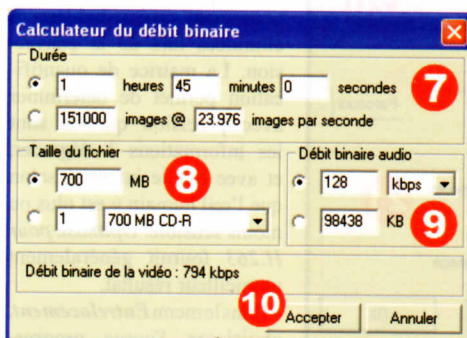 Calculateur du débit binaire
Durée
1 heures 45 minutes 0 secondes
7
151000 images @ 23.976 images par seconde
Taille du fichier
700 MB
8
1 700 MB CD-R
Débit binaire audio
128 kbps
98438 KB
9
Débit binaire de la vidéo : 794 kbps
10
Accepter Annuler